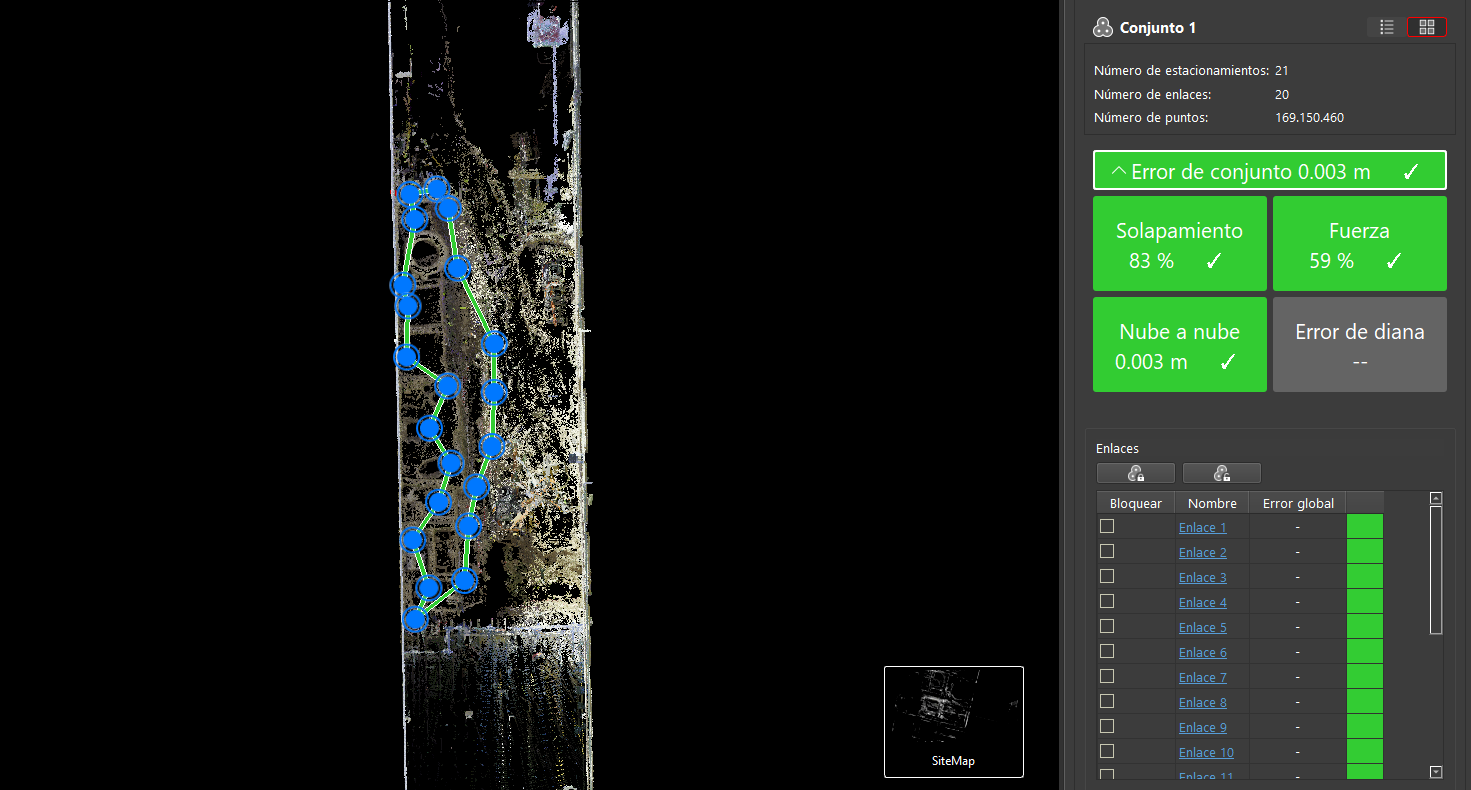 Conjunto 1
Número de estacionamientos: 21
Número de enlaces: 20
Número de puntos: 169.150.460
Error de conjunto 0.003 m
Solapamiento
83 %
Fuerza
59 %
Nube a nube
0.003 m
Error de diana
--
Enlaces
Bloquear Nombre Error global
Enlace 1 -
Enlace 2 -
Enlace 3 -
Enlace 4 -
Enlace 5 -
Enlace 6 -
Enlace 7 -
Enlace 8 -
Enlace 9 -
Enlace 10 -
Enlace 11 -
SiteMap